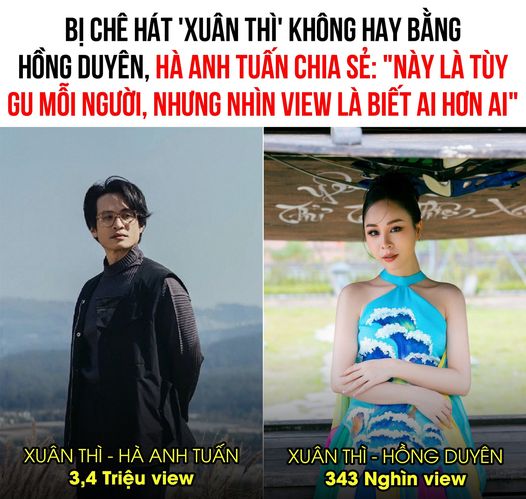 BỊ CHÊ HÁT 'XUÂN THÌ' KHÔNG HAY BẰNG
HỒNG DUYÊN, HÀ ANH TUẤN CHIA SẺ: "NÀY LÀ TÙY
GU MỖI NGƯỜI, NHƯNG NHÌN VIEW LÀ BIẾT AI HƠN AI"
XUÂN THÌ - HÀ ANH TUẤN
3,4 Triệu view
XUÂN THÌ - HỒNG DUYÊN
343 Nghìn view